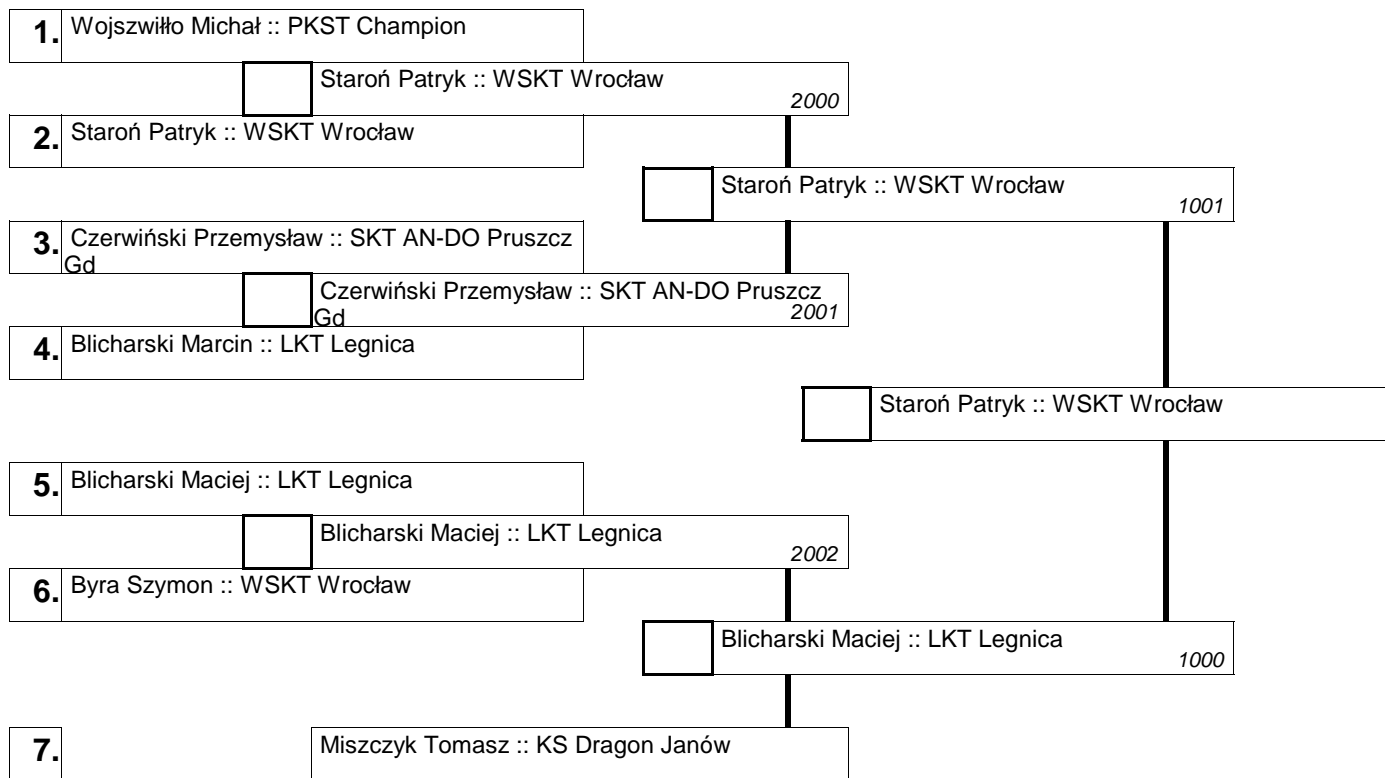 1. Wojszwiłło Michał :: PKST Champion
Staroń Patryk :: WSKT Wrocław
2000
2. Staroń Patryk :: WSKT Wrocław
Staroń Patryk :: WSKT Wrocław
1001
3. Czerwiński Przemysław :: SKT AN-DO Pruszcz
Gd
Czerwiński Przemysław :: SKT AN-DO Pruszcz
Gd
2001
4. Blicharski Marcin :: LKT Legnica
Staroń Patryk :: WSKT Wrocław
5. Blicharski Maciej :: LKT Legnica
Blicharski Maciej :: LKT Legnica
2002
6. Byra Szymon :: WSKT Wrocław
Blicharski Maciej :: LKT Legnica
1000
7. Miszczyk Tomasz :: KS Dragon Janów